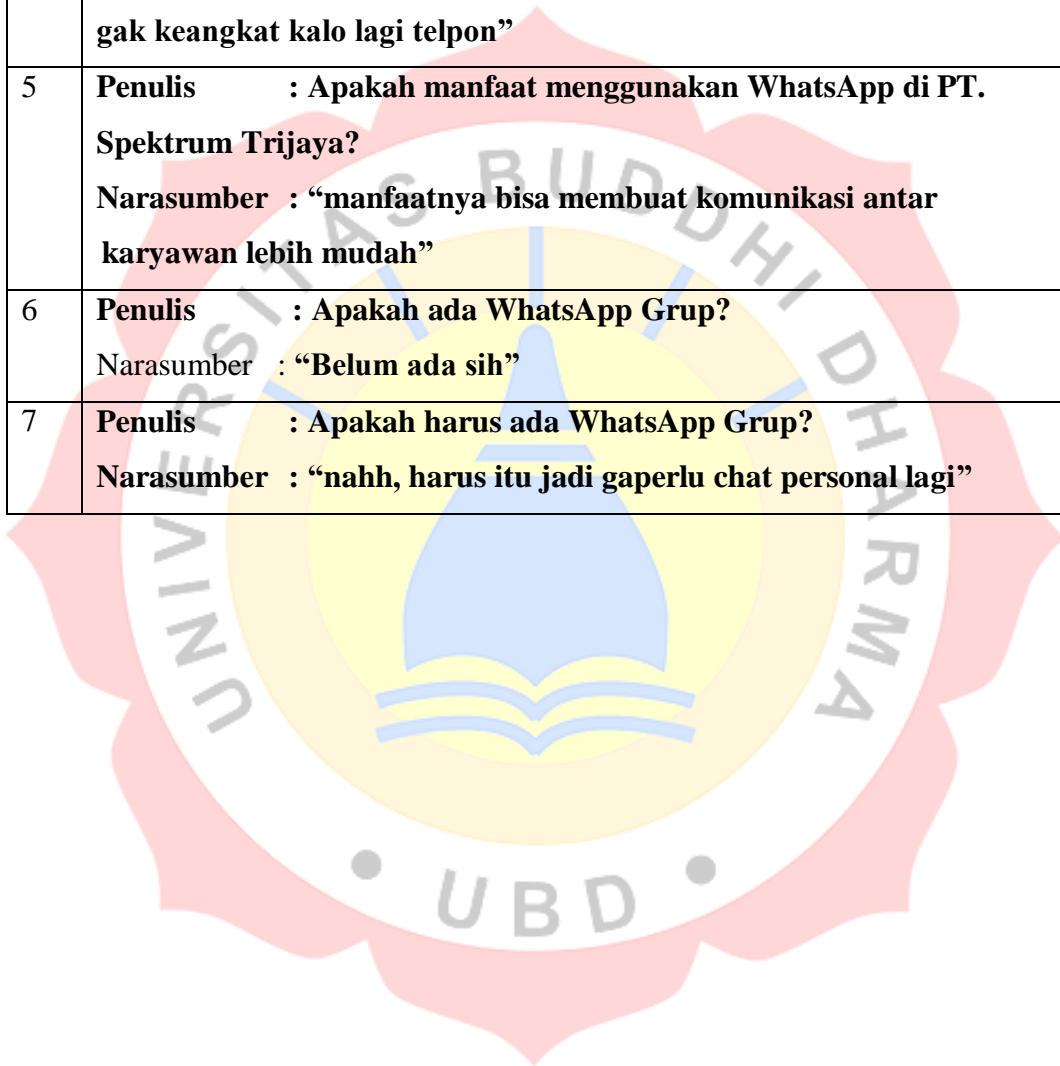 gak keangkat kalo lagi telpon”
5 Penulis : Apakah manfaat menggunakan WhatsApp di PT.
Spektrum Trijaya?
Narasumber : “manfaatnya bisa membuat komunikasi antar
karyawan lebih mudah”
6 Penulis : Apakah ada WhatsApp Grup?
Narasumber : “Belum ada sih”
7 Penulis : Apakah harus ada WhatsApp Grup?
Narasumber : “nahh, harus itu jadi gaperlu chat personal lagi”
UNIVERSITAS BUDDHI DHARMA
• UBD •